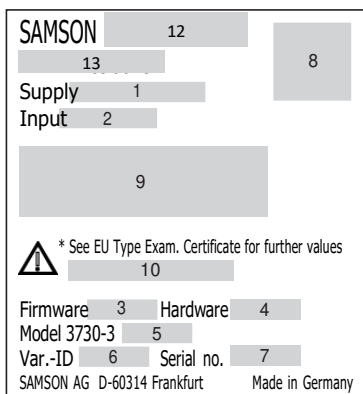 SAMSON 12
13
8
Supply 1
Input 2
9
* See EU Type Exam. Certificate for further values
10
Firmware 3 Hardware 4
Model 3730-3 5
Var.-ID 6 Serial no. 7
SAMSON AG D-60314 Frankfurt Made in Germany